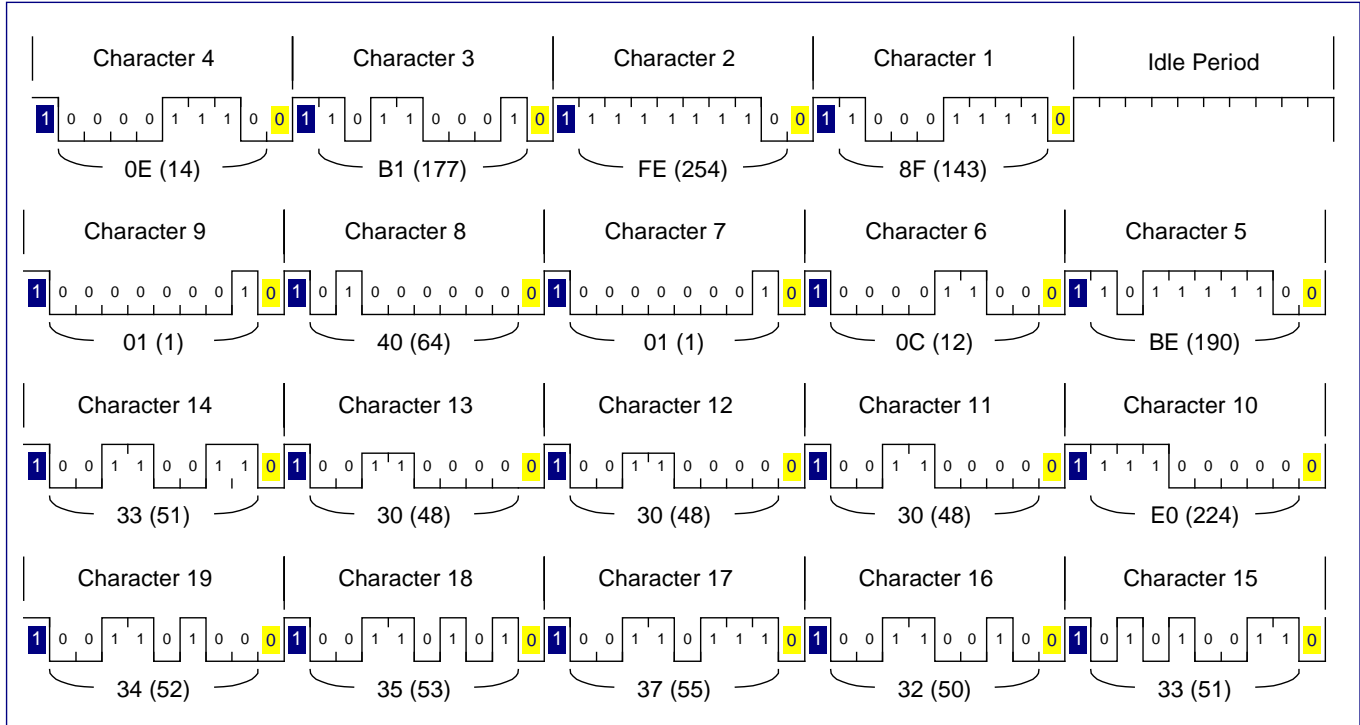 Character 4 Character 3 Character 2 Character 1 Idle Period
1 0 0 0 0 1 1 1 0 0 1 1 0 1 1 0 0 0 1 0 1 1 1 1 1 1 1 1 0 0 1 1 0 0 0 1 1 1 1 0
0E (14) B1 (177) FE (254) 8F (143)
Character 9 Character 8 Character 7 Character 6 Character 5
1 0 0 0 0 0 0 0 1 0 1 0 1 0 0 0 0 0 0 0 1 0 0 0 0 0 0 0 1 0 1 0 0 0 0 1 1 0 0 0 1 1 0 1 1 1 1 1 0 0
01 (1) 40 (64) 01 (1) 0C (12) BE (190)
Character 14 Character 13 Character 12 Character 11 Character 10
1 0 0 1 1 0 0 1 1 0 1 0 0 1 1 0 0 0 0 0 1 0 0 1 1 0 0 0 0 0 1 0 0 1 1 0 0 0 0 0 1 1 1 1 0 0 0 0 0 0
33 (51) 30 (48) 30 (48) 30 (48) E0 (224)
Character 19 Character 18 Character 17 Character 16 Character 15
1 0 0 1 1 0 1 0 0 0 1 0 0 1 1 0 1 0 1 0 1 0 0 1 1 0 1 1 1 0 1 0 0 1 1 0 0 1 0 0 1 0 1 0 1 0 0 1 1 0
34 (52) 35 (53) 37 (55) 32 (50) 33 (51)